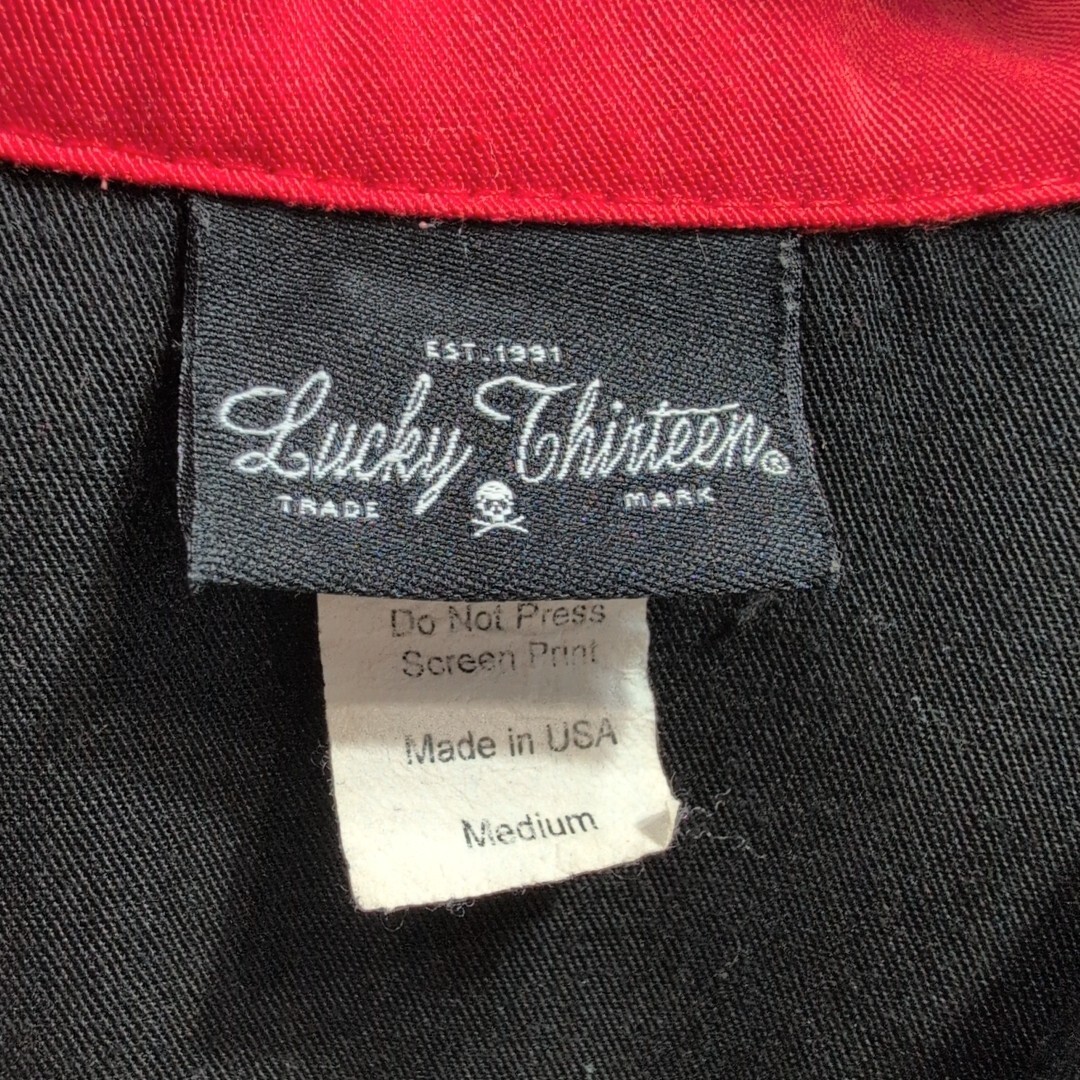 EST. 1991
Lucky Thirteen®
TRADE MARK
Do Not Press
Screen Print
Made in USA
Medium